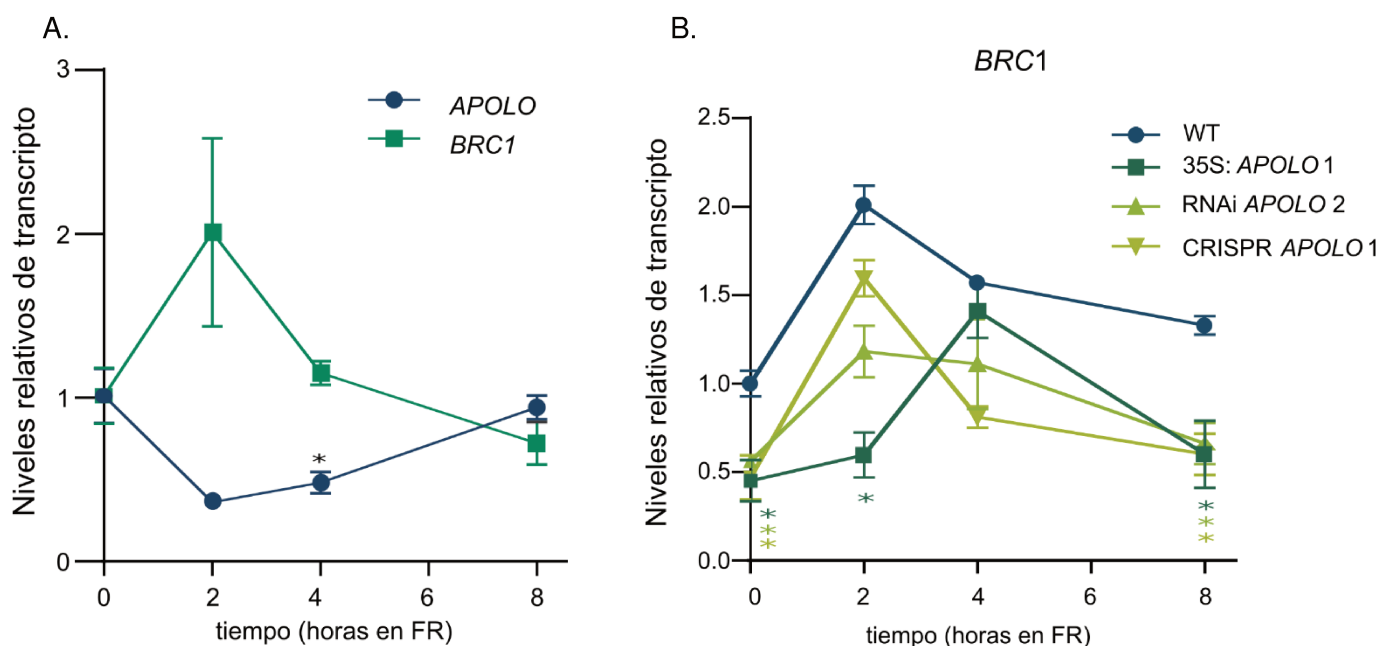 A.
Niveles relativos de transcripto
3
2
1
0
APOLO
BRC1
*
0 2 4 6 8
tiempo (horas en FR)
B.
BRC1
Niveles relativos de transcripto
2.5
2.0
1.5
1.0
0.5
0.0
WT
35S: APOLO 1
RNAi APOLO 2
CRISPR APOLO 1
* * *
* *
* *
0 2 4 6 8
tiempo (horas en FR)